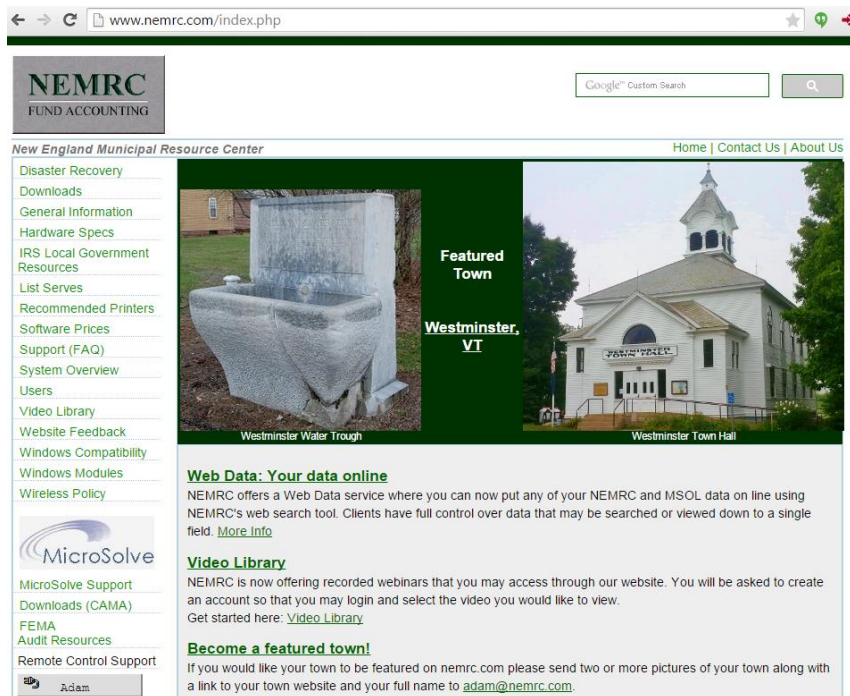 www.nemrc.com/index.php
NEMRC
FUND ACCOUNTING
Google™ Custom Search
New England Municipal Resource Center
Home | Contact Us | About Us
Disaster Recovery
Downloads
General Information
Hardware Specs
IRS Local Government
Resources
List Serves
Recommended Printers
Software Prices
Support (FAQ)
System Overview
Users
Video Library
Website Feedback
Windows Compatibility
Windows Modules
Wireless Policy
MicroSolve
MicroSolve Support
Downloads (CAMA)
FEMA
Audit Resources
Remote Control Support
Adam
Featured
Town
Westminster,
VT
WESTMINSTER
TOWN HALL
Westminster Water Trough
Westminster Town Hall
Web Data: Your data online
NEMRC offers a Web Data service where you can now put any of your NEMRC and MSOL data on line using
NEMRC's web search tool. Clients have full control over data that may be searched or viewed down to a single
field. More Info
Video Library
NEMRC is now offering recorded webinars that you may access through our website. You will be asked to create
an account so that you may login and select the video you would like to view.
Get started here: Video Library
Become a featured town!
If you would like your town to be featured on nemrc.com please send two or more pictures of your town along with
a link to your town website and your full name to adam@nemrc.com.